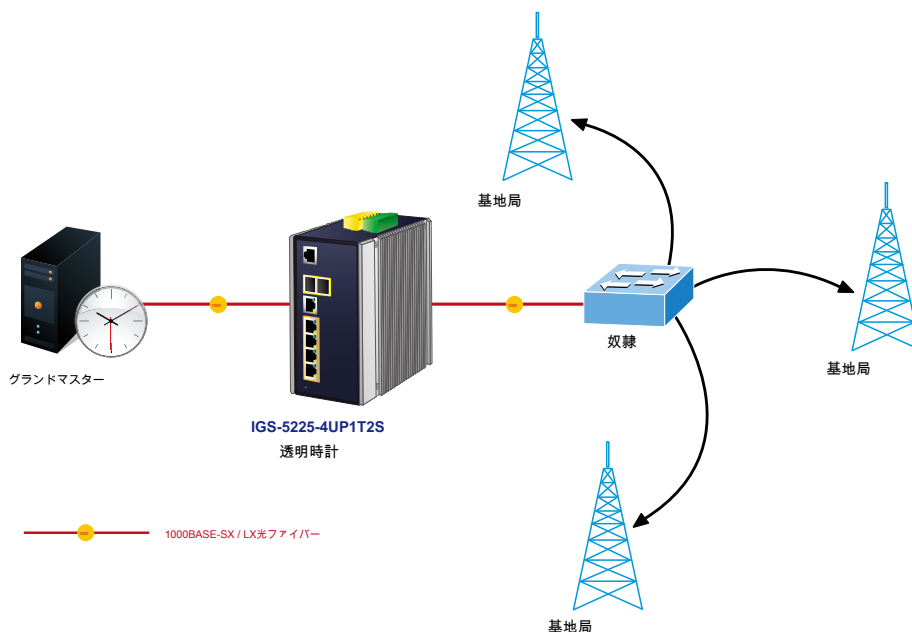 基地局
奴隷
基地局
グランドマスター
IGS-5225-4UP1T2S
透明時計
1000BASE-SX / LX光ファイバー
基地局